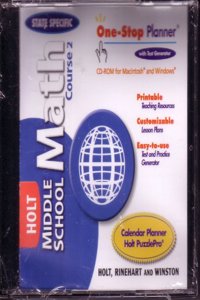 STATE SPECIFIC
One-Stop Planner®
with Test Generator
CD-ROM for Macintosh® and Windows®
HOLT
MIDDLE
SCHOOL
Math
Course 2
Printable
Teaching Resources
Customizable
Lesson Plans
Easy-to-use
Test and Practice
Generator
Calendar Planner
Holt PuzzlePro®
HOLT, RINEHART AND WINSTON